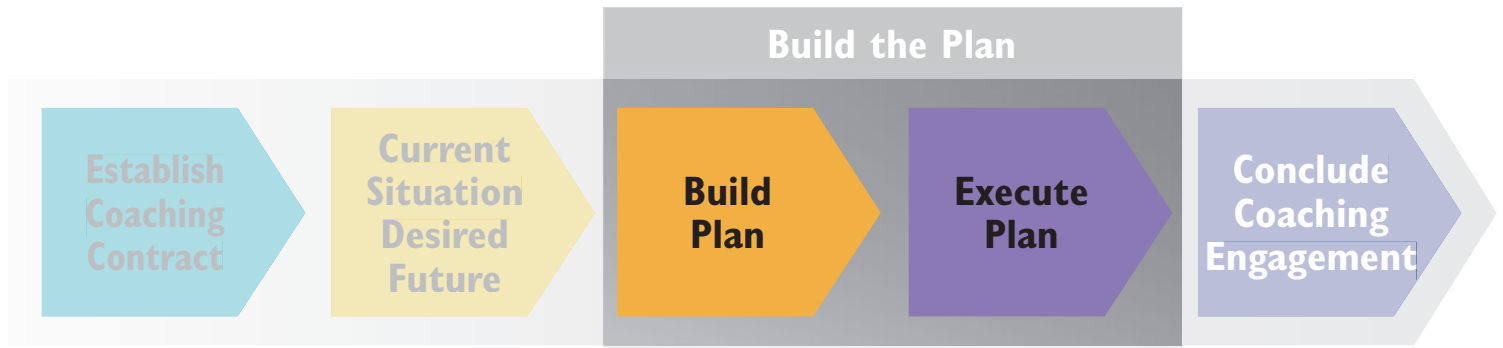 Build the Plan
Establish
Coaching
Contract
Current
Situation
Desired
Future
Build
Plan
Execute
Plan
Conclude
Coaching
Engagement